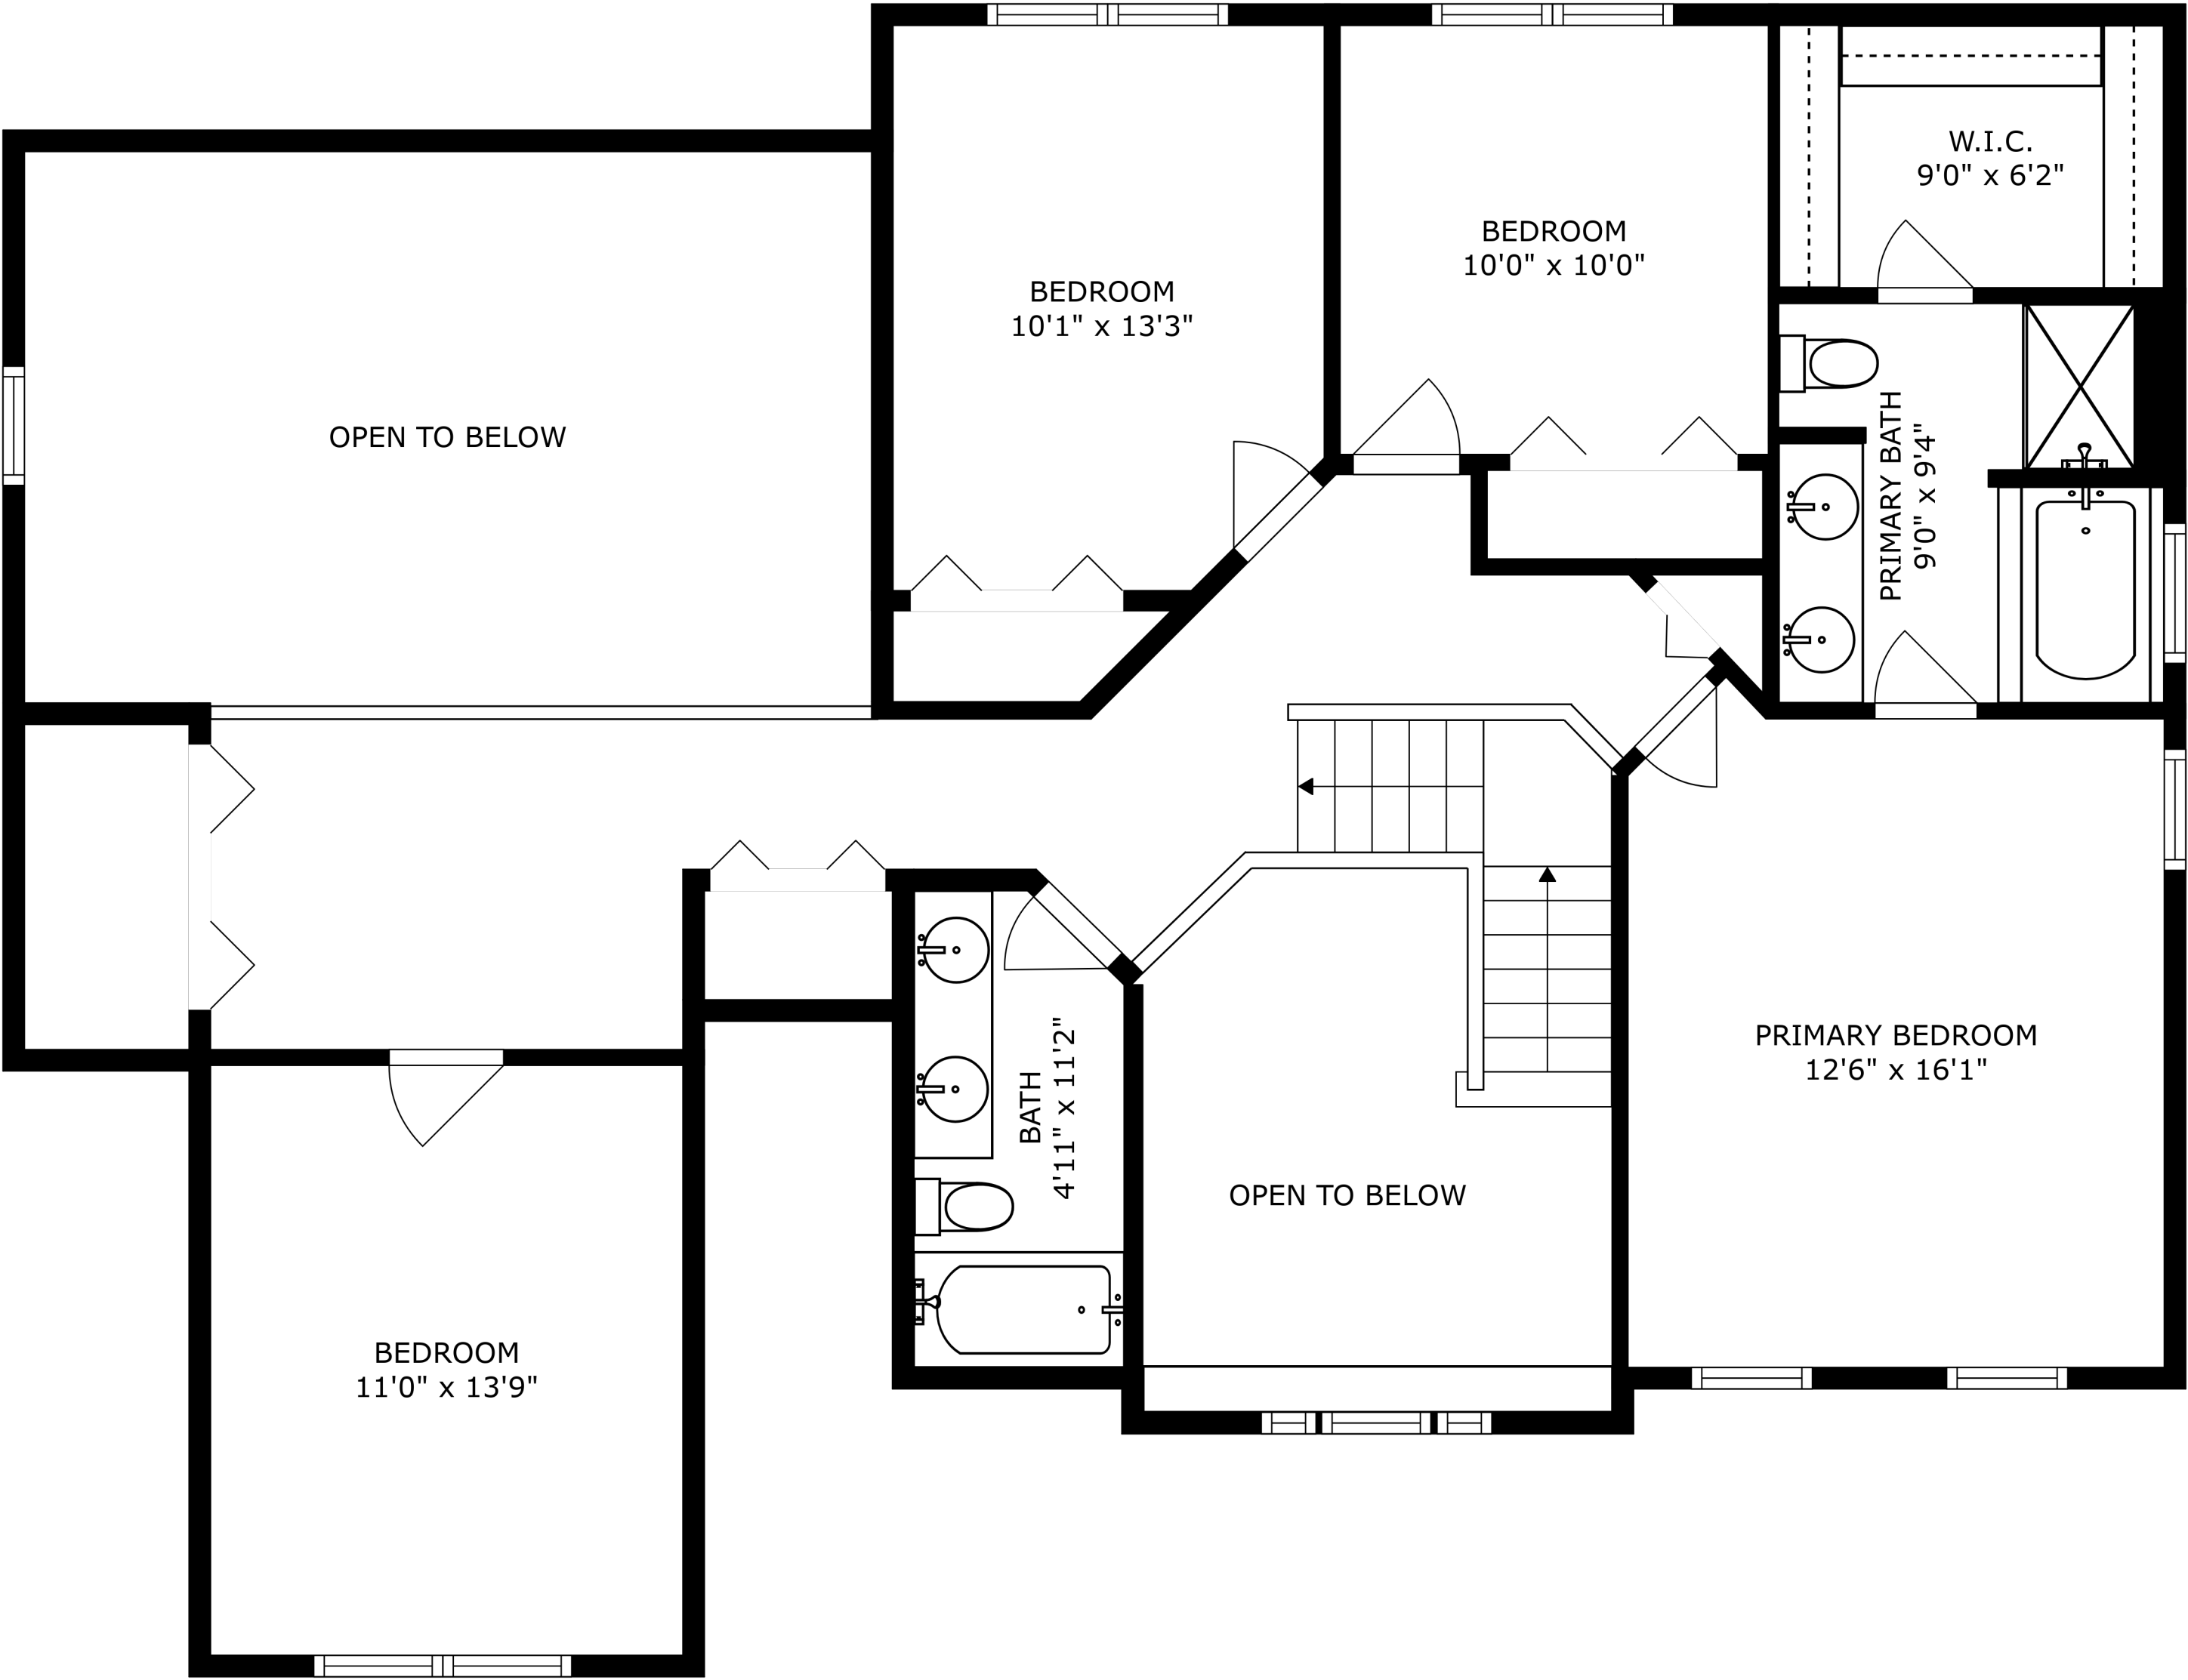 W.I.C.
9'0" x 6'2"
BEDROOM
10'0" x 10'0"
BEDROOM
10'1" x 13'3"
OPEN TO BELOW
PRIMARY BATH
9'0" x 9'4"
PRIMARY BEDROOM
12'6" x 16'1"
BATH
4'11" x 11'2"
OPEN TO BELOW
BEDROOM
11'0" x 13'9"